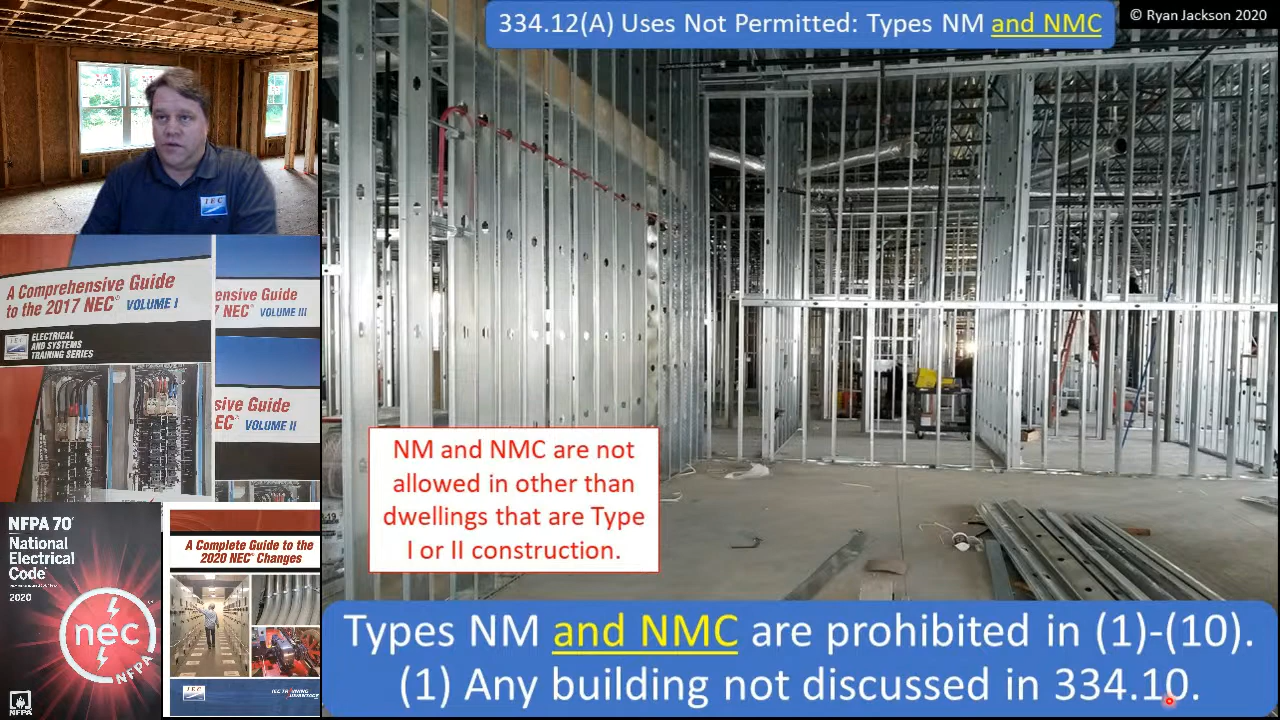 334.12(A) Uses Not Permitted: Types NM and NMC
© Ryan Jackson 2020
IEC
A Comprehensive Guide
to the 2017 NEC® VOLUME I
ELECTRICAL
AND SYSTEMS
TRAINING SERIES
ensive Guide
7 NEC® VOLUME III
sive Guide
EC® VOLUME II
NFPA 70®
National
Electrical
Code®
2020
nec
NFPA
NFPA
A Complete Guide to the
2020 NEC® Changes
IEC
NM and NMC are not
allowed in other than
dwellings that are Type
I or II construction.
Types NM and NMC are prohibited in (1)-(10).
(1) Any building not discussed in 334.10.